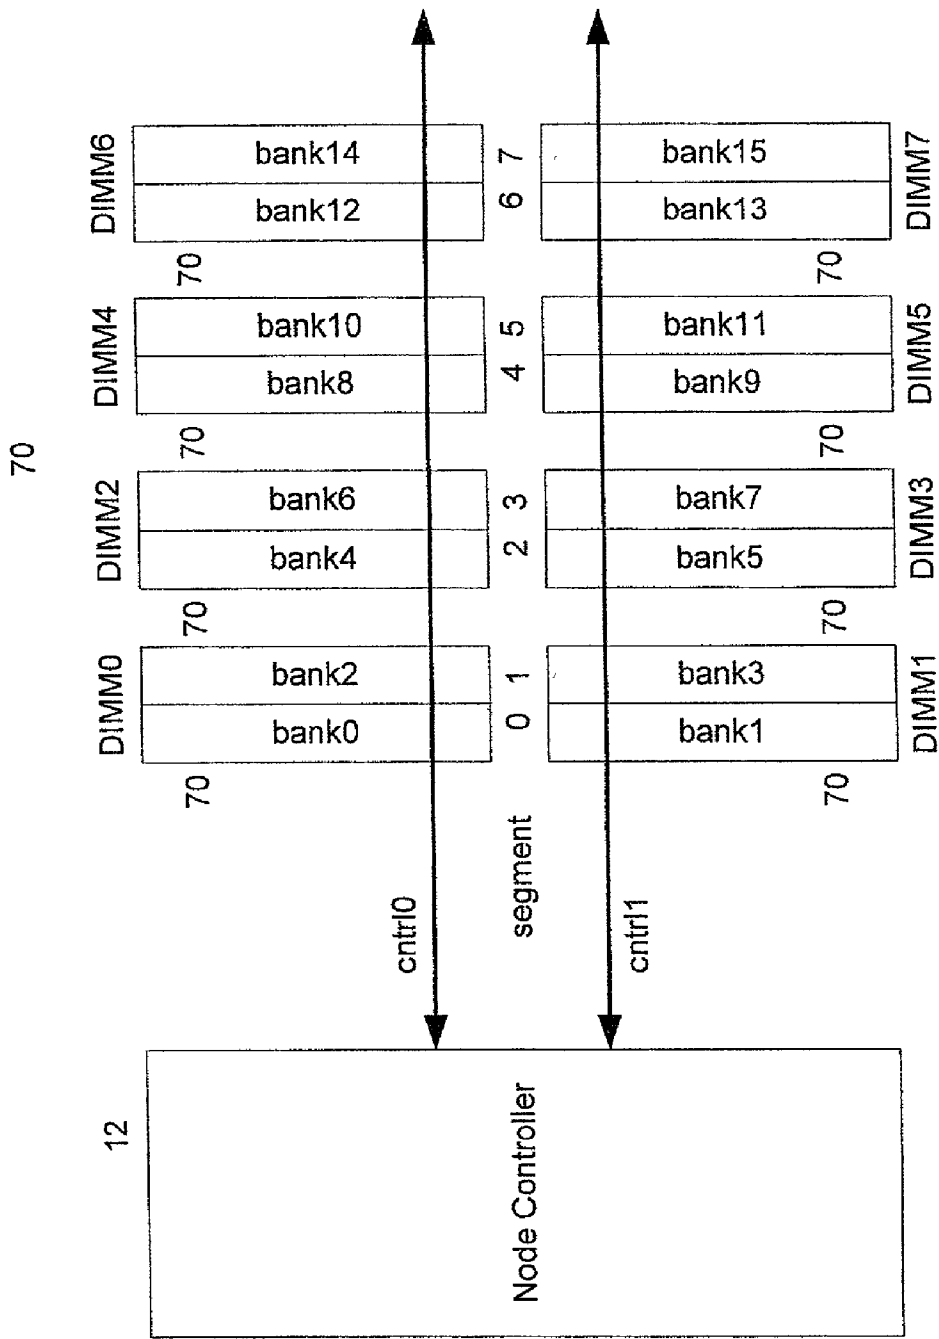 cntrl0
cntrl1
DIMM6
bank14
bank12
70
7
6
bank15
bank13
70
DIMM7
DIMM4
bank10
bank8
70
5
4
bank11
bank9
70
DIMM5
70
DIMM2
bank6
bank4
70
3
2
bank7
bank5
70
DIMM3
DIMM0
bank2
bank0
70
1
0
bank3
bank1
70
DIMM1
segment
12
Node Controller